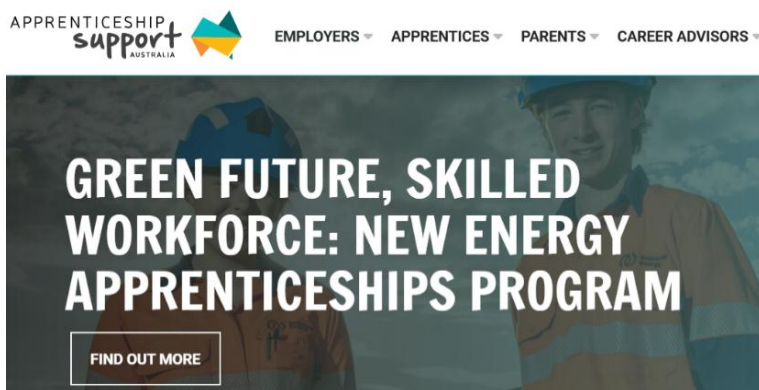 APPRENTICESHIP
support
AUSTRALIA
EMPLOYERS APPRENTICES PARENTS CAREER ADVISORS
GREEN FUTURE, SKILLED
WORKFORCE: NEW ENERGY
APPRENTICESHIPS PROGRAM
FIND OUT MORE